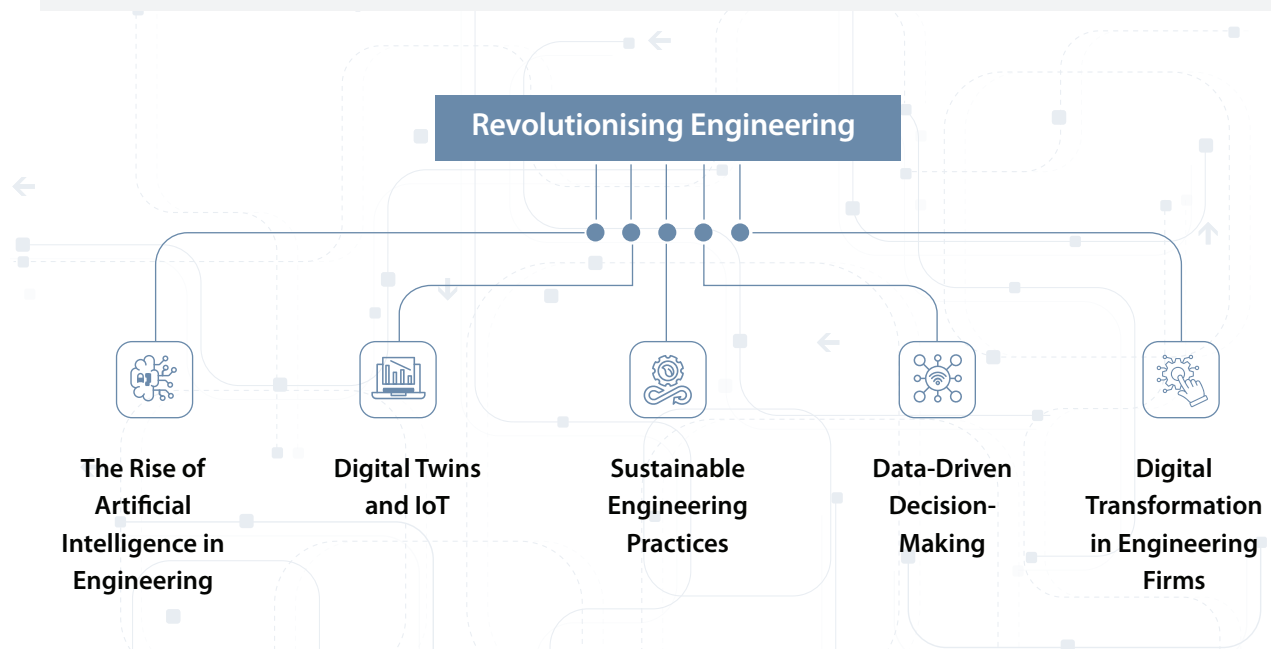 Revolutionising Engineering
The Rise of
Artificial
Intelligence in
Engineering
Digital Twins
and IoT
Sustainable
Engineering
Practices
Data-Driven
Decision-
Making
Digital
Transformation
in Engineering
Firms